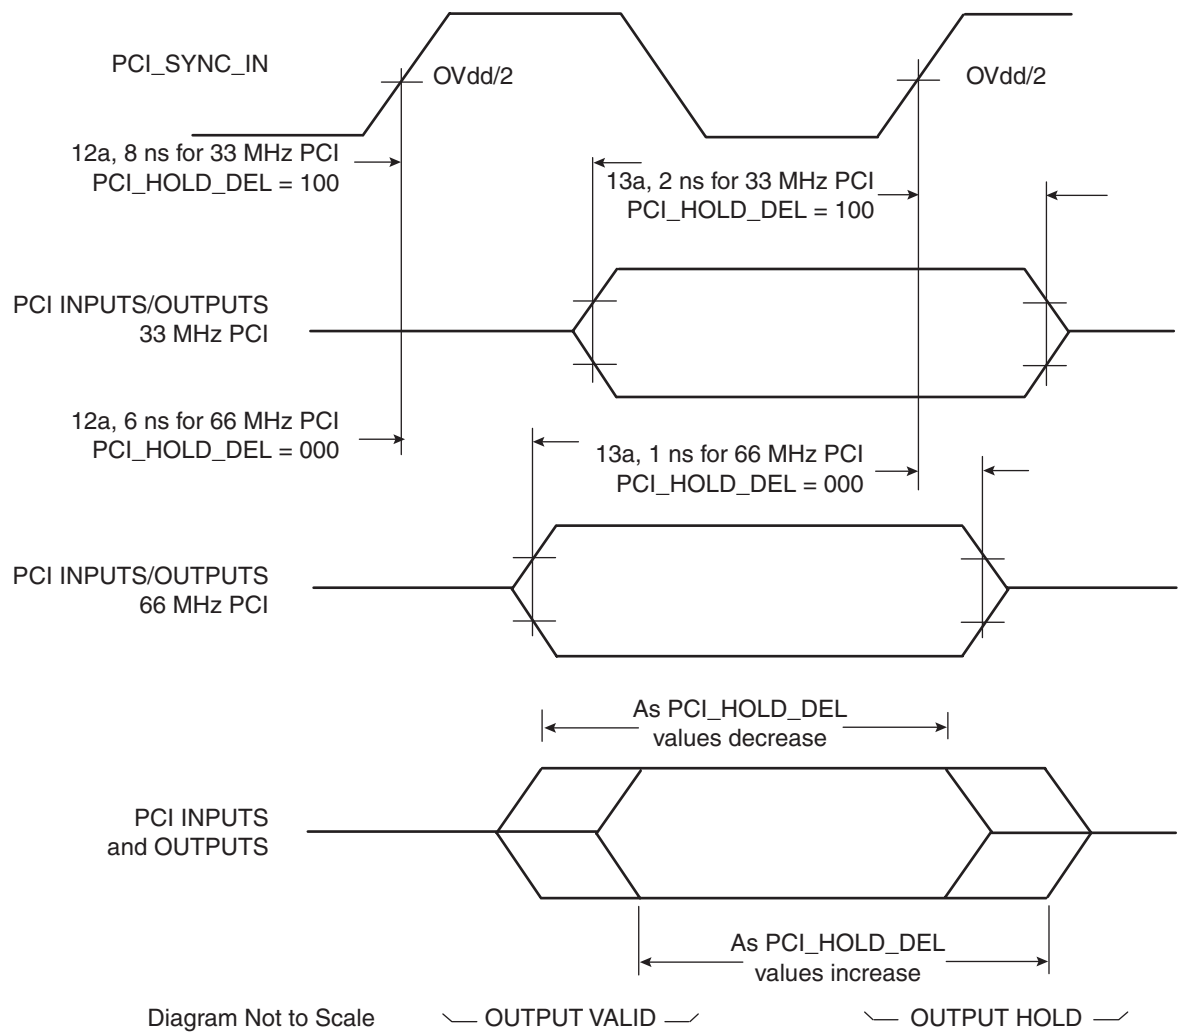 PCI_SYNC_IN
OVdd/2
OVdd/2
12a, 8 ns for 33 MHz PCI
PCI_HOLD_DEL = 100
13a, 2 ns for 33 MHz PCI
PCI_HOLD_DEL = 100
PCI INPUTS/OUTPUTS
33 MHz PCI
12a, 6 ns for 66 MHz PCI
PCI_HOLD_DEL = 000
13a, 1 ns for 66 MHz PCI
PCI_HOLD_DEL = 000
PCI INPUTS/OUTPUTS
66 MHz PCI
As PCI_HOLD_DEL
values decrease
PCI INPUTS
and OUTPUTS
As PCI_HOLD_DEL
values increase
Diagram Not to Scale
OUTPUT VALID
OUTPUT HOLD